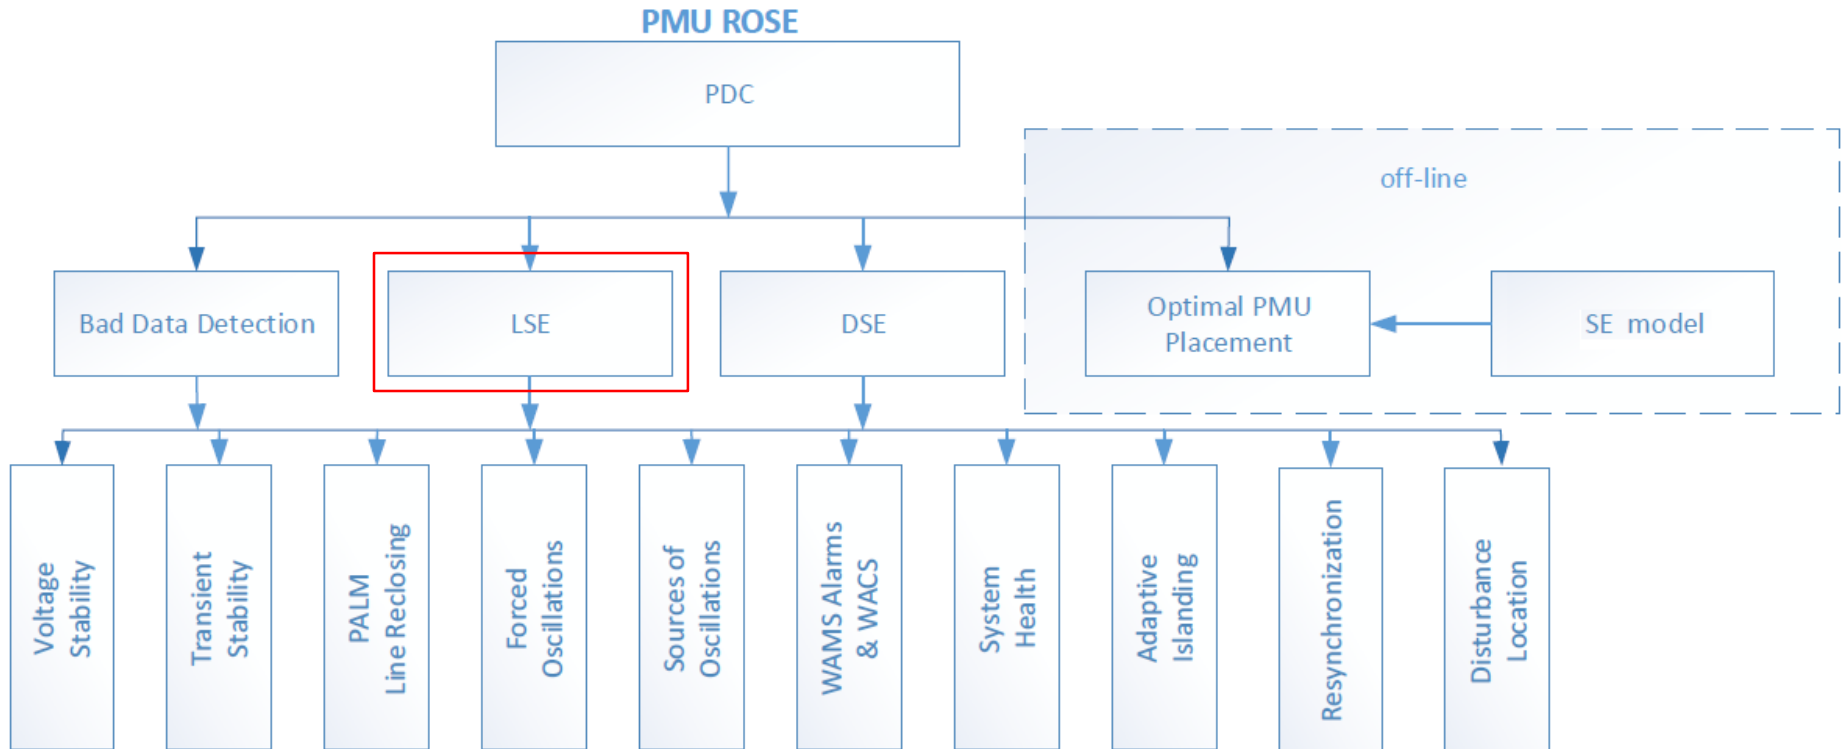 PMU ROSE
PDC
off-line
Bad Data Detection
LSE
DSE
Optimal PMU
Placement
SE model
Voltage
Stability
Transient
Stability
PALM
Line Reclosing
Forced
Oscillations
Sources of
Oscillations
WAMS Alarms
& WACS
System
Health
Adaptive
Islanding
Resynchronization
Disturbance
Location